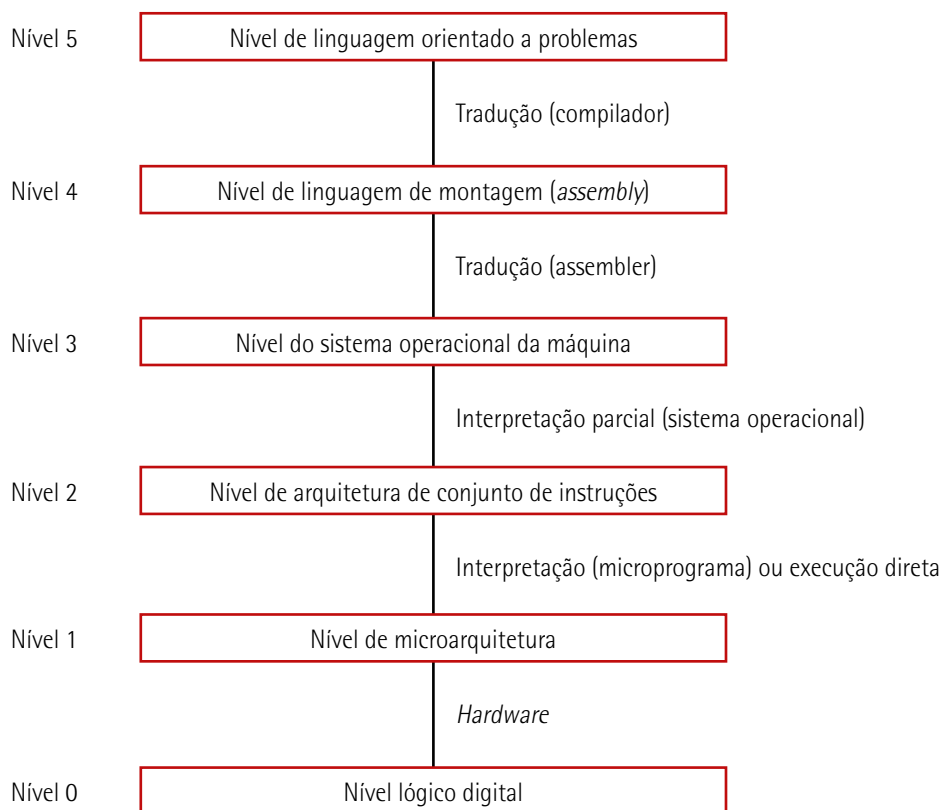 Nível 5
Nível de linguagem orientado a problemas
Tradução (compilador)
Nível 4
Nível de linguagem de montagem (assembly)
Tradução (assembler)
Nível 3
Nível do sistema operacional da máquina
Interpretação parcial (sistema operacional)
Nível 2
Nível de arquitetura de conjunto de instruções
Interpretação (microprograma) ou execução direta
Nível 1
Nível de microarquitetura
Hardware
Nível 0
Nível lógico digital